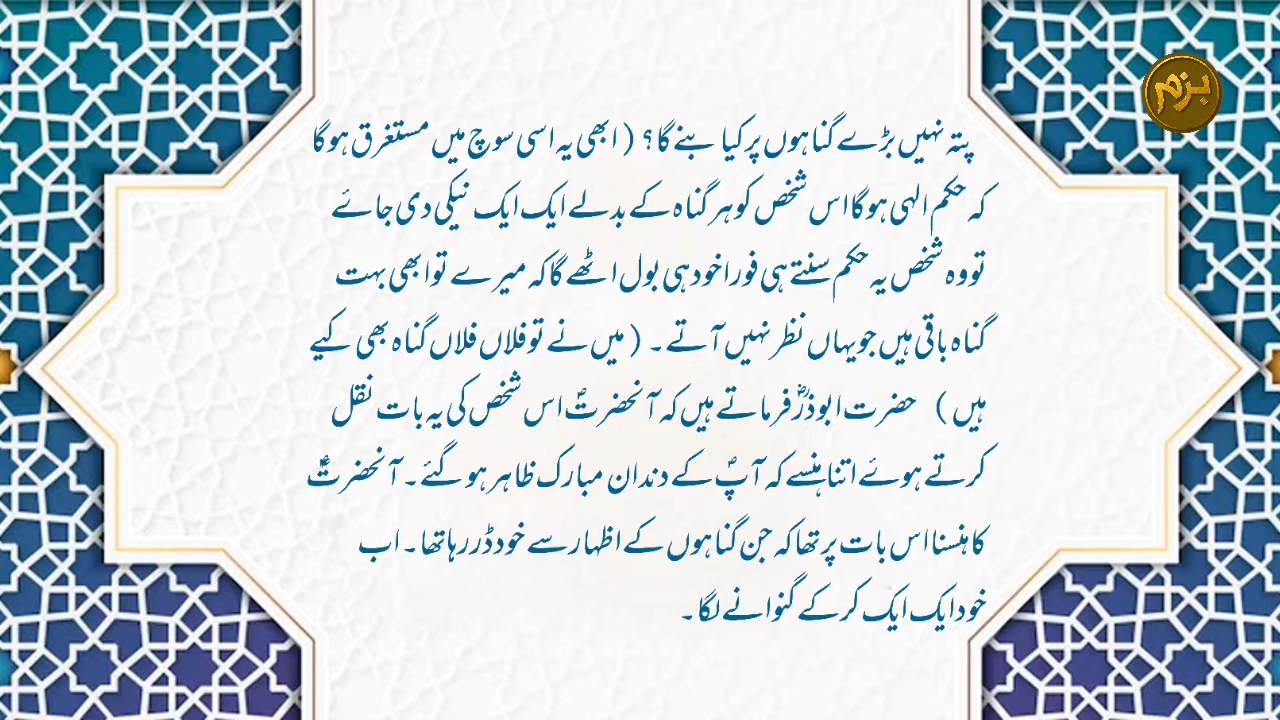 بزم
پتہ نہیں بڑے گناہوں پر کیا بنے گا؟ ( ابھی یہ اسی سوچ میں مستغرق ہوگا
کہ حکم الہی ہوگا اس شخص کو ہر گناہ کے بدلے ایک ایک نیکی دی جائے
تو وہ شخص یہ حکم سنتے ہی فورا خود ہی بول اٹھے گا کہ میرے تو ابھی بہت
گناہ باقی ہیں جو یہاں نظر نہیں آتے۔ ( میں نے تو فلاں فلاں گناہ بھی کیے
ہیں ) حضرت ابوذرؓ فرماتے ہیں کہ آنحضرتؐ اس شخص کی یہ بات نقل
کرتے ہوئے اتنا ہنسے کہ آپؐ کے دندان مبارک ظاہر ہو گئے۔ آنحضرتؐ
کا ہنسنا اس بات پر تھا کہ جن گناہوں کے اظہار سے خود ڈر رہا تھا۔ اب
خود ایک ایک کر کے گنوانے لگا۔